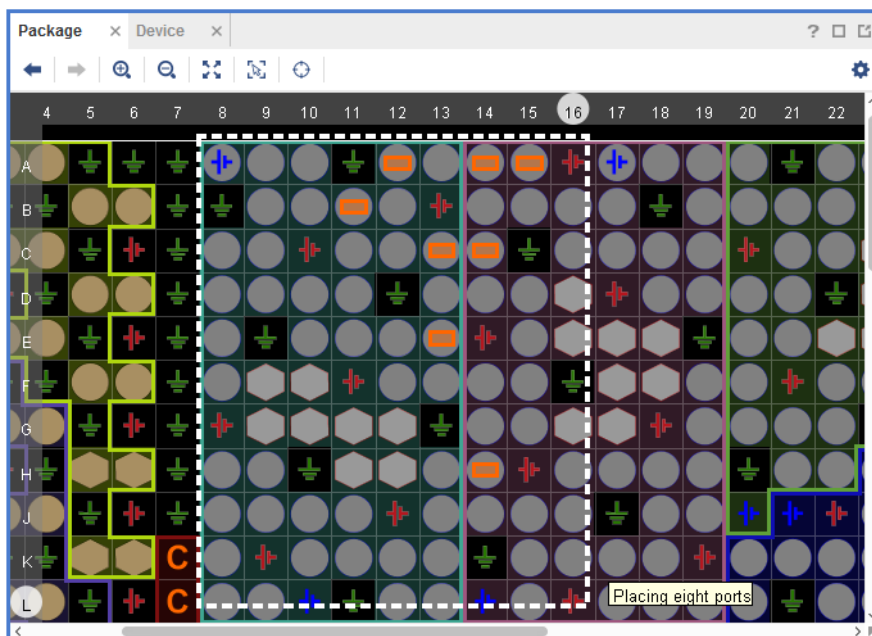 Package × Device ×
?
4 5 6 7 8 9 10 11 12 13 14 15 16 17 18 19 20 21 22
A
B
C
D
E
F
G
H
J
K C
L C
Placing eight ports